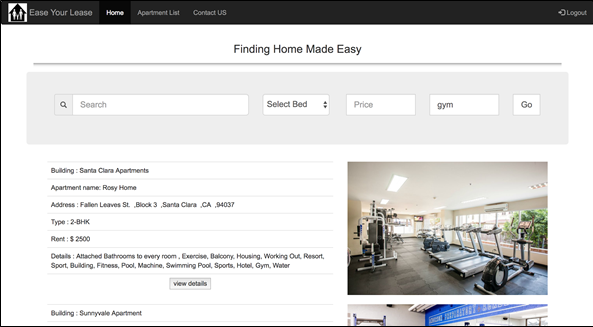 Ease Your Lease Home Apartment List Contact US Logout
Finding Home Made Easy
Search Select Bed Price gym Go
Building : Santa Clara Apartments
Apartment name: Rosy Home
Address : Fallen Leaves St. ,Block 3 ,Santa Clara ,CA ,94037
Type : 2-BHK
Rent : $ 2500
Details : Attached Bathrooms to every room , Exercise, Balcony, Housing, Working Out, Resort,
Sport, Building, Fitness, Pool, Machine, Swimming Pool, Sports, Hotel, Gym, Water
view details
Building : Sunnyvale Apartment